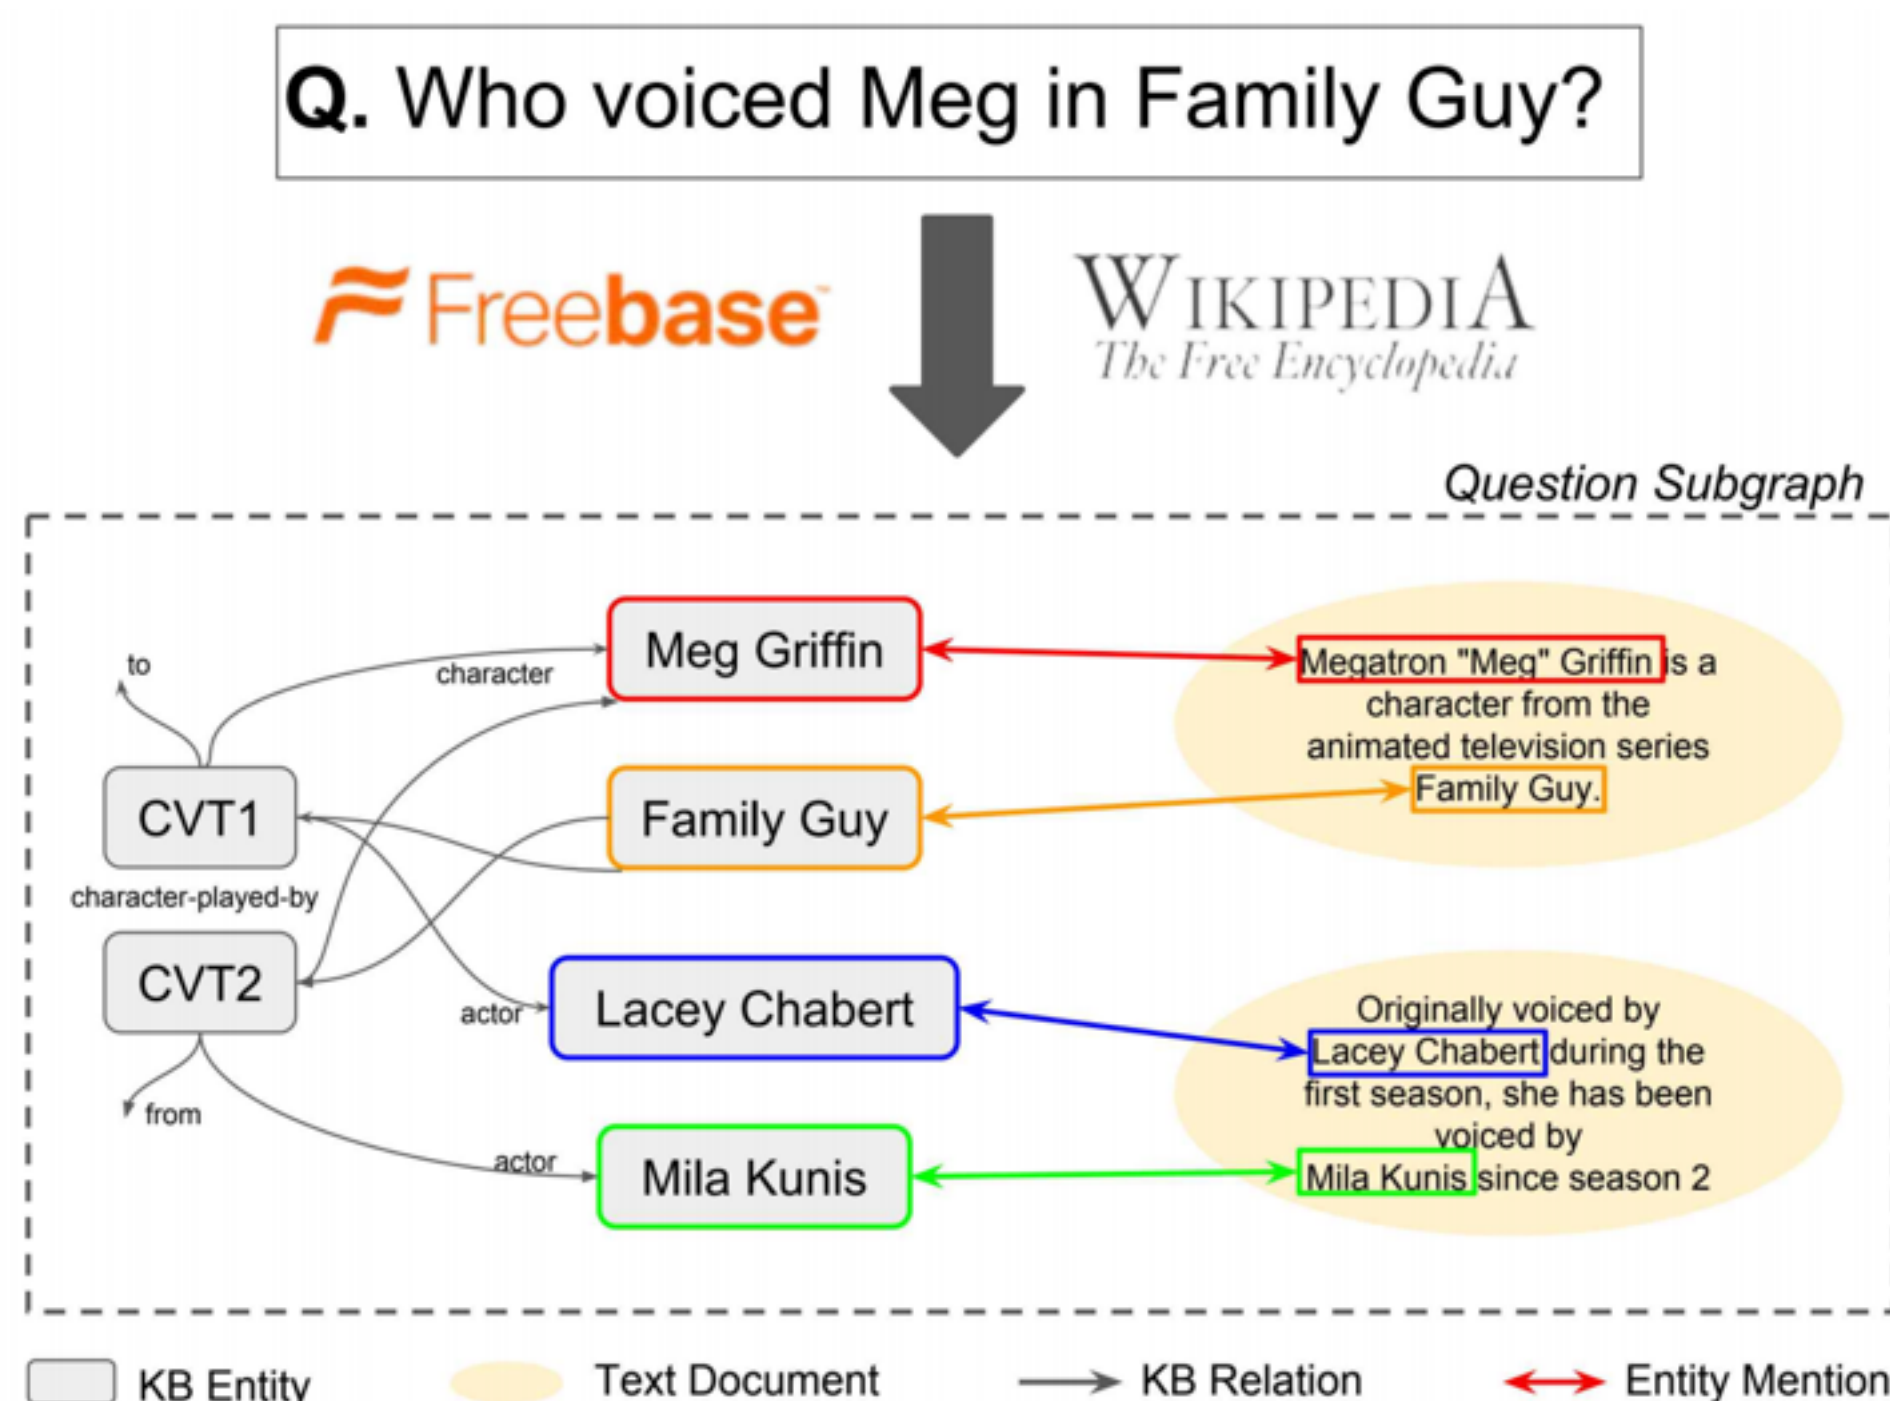 Q. Who voiced Meg in Family Guy?
Freebase™
WIKIPEDIA
The Free Encyclopedia
Question Subgraph
to
character
Meg Griffin
Megatron "Meg" Griffin is a
character from the
animated television series
Family Guy.
CVT1
Family Guy
character-played-by
CVT2
actor
Lacey Chabert
Originally voiced by
Lacey Chabert during the
first season, she has been
voiced by
Mila Kunis since season 2
from
actor
Mila Kunis
KB Entity
Text Document
KB Relation
Entity Mention